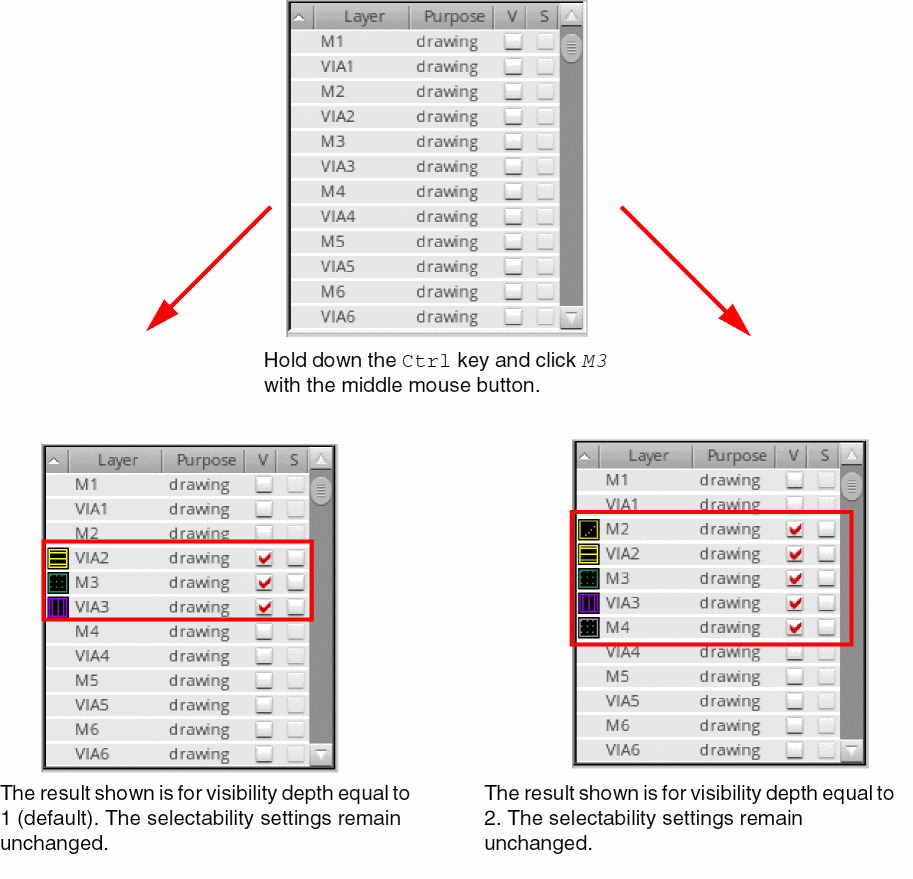 Layer Purpose V S
M1 drawing
VIA1 drawing
M2 drawing
VIA2 drawing
M3 drawing
VIA3 drawing
M4 drawing
VIA4 drawing
M5 drawing
VIA5 drawing
M6 drawing
VIA6 drawing
Hold down the Ctrl key and click M3
with the middle mouse button.
Layer Purpose V S
M1 drawing
VIA1 drawing
M2 drawing
VIA2 drawing
M3 drawing
VIA3 drawing
M4 drawing
VIA4 drawing
M5 drawing
VIA5 drawing
M6 drawing
VIA6 drawing
The result shown is for visibility depth equal to
1 (default). The selectability settings remain
unchanged.
Layer Purpose V S
M1 drawing
VIA1 drawing
M2 drawing
VIA2 drawing
M3 drawing
VIA3 drawing
M4 drawing
VIA4 drawing
M5 drawing
VIA5 drawing
M6 drawing
VIA6 drawing
The result shown is for visibility depth equal to
2. The selectability settings remain
unchanged.